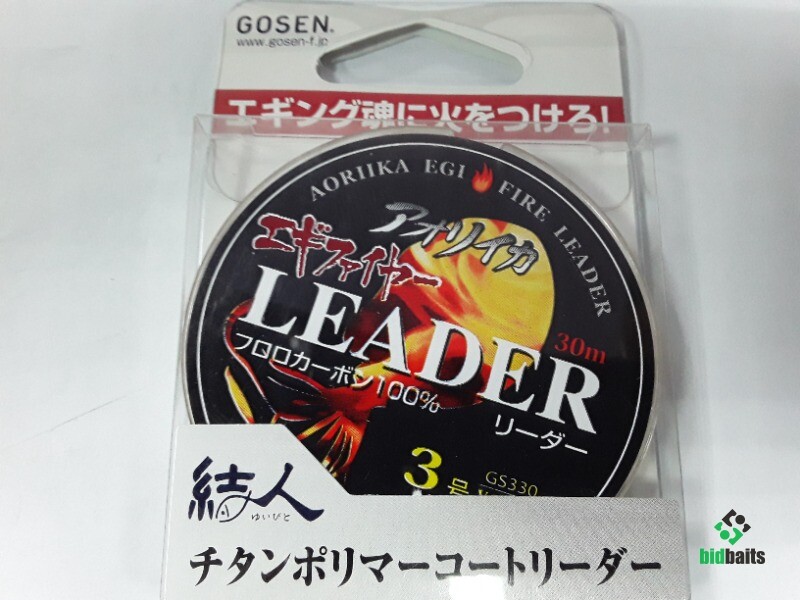 GOSEN®
www.gosen-f.jp
エギング魂に火をつけろ!
AORIIKA EGI FIRE LEADER
アオリイカ
エギファイヤー
LEADER
30m
フロロカーボン100%
リーダー
3号
GS330
結人
ゆいびと
チタンポリマーコートリーダー
bidbaits